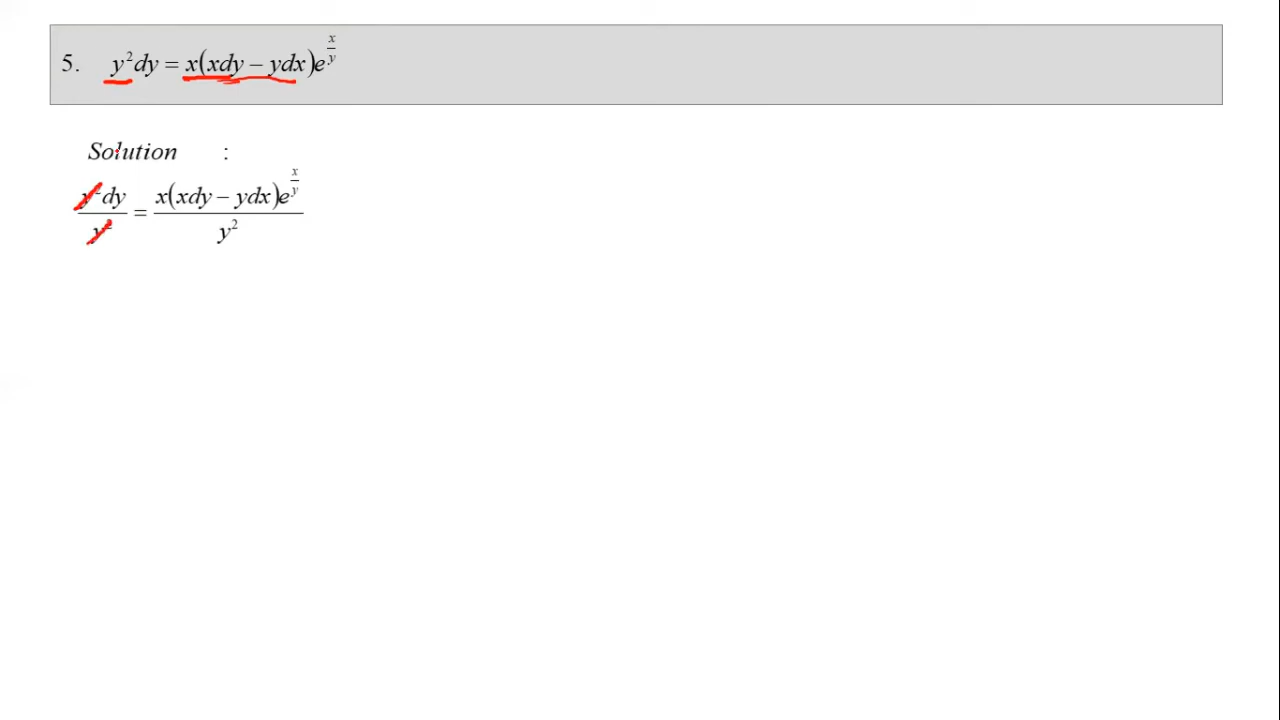 5. y²dy = x(xdy − ydx)e^(x/y)
Solution :
y²dy/y² = x(xdy − ydx)e^(x/y)/y²